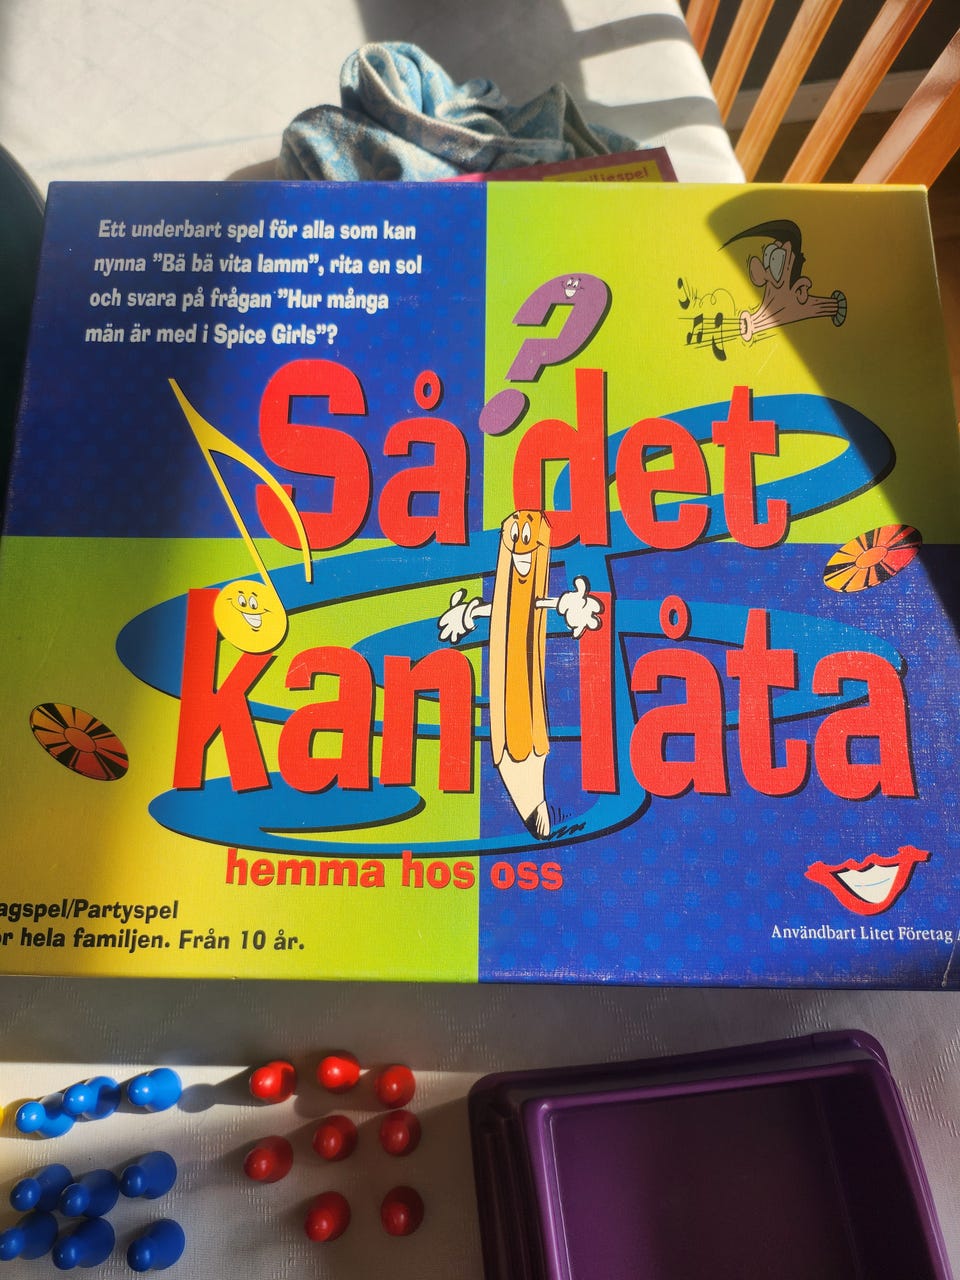 Ett underbart spel för alla som kan
nynna ”Bä bä vita lamm”, rita en sol
och svara på frågan ”Hur många
män är med i Spice Girls”?
Så det
kan låta
hemma hos oss
agspel/Partyspel
r hela familjen. Från 10 år.
Användbart Litet Företag